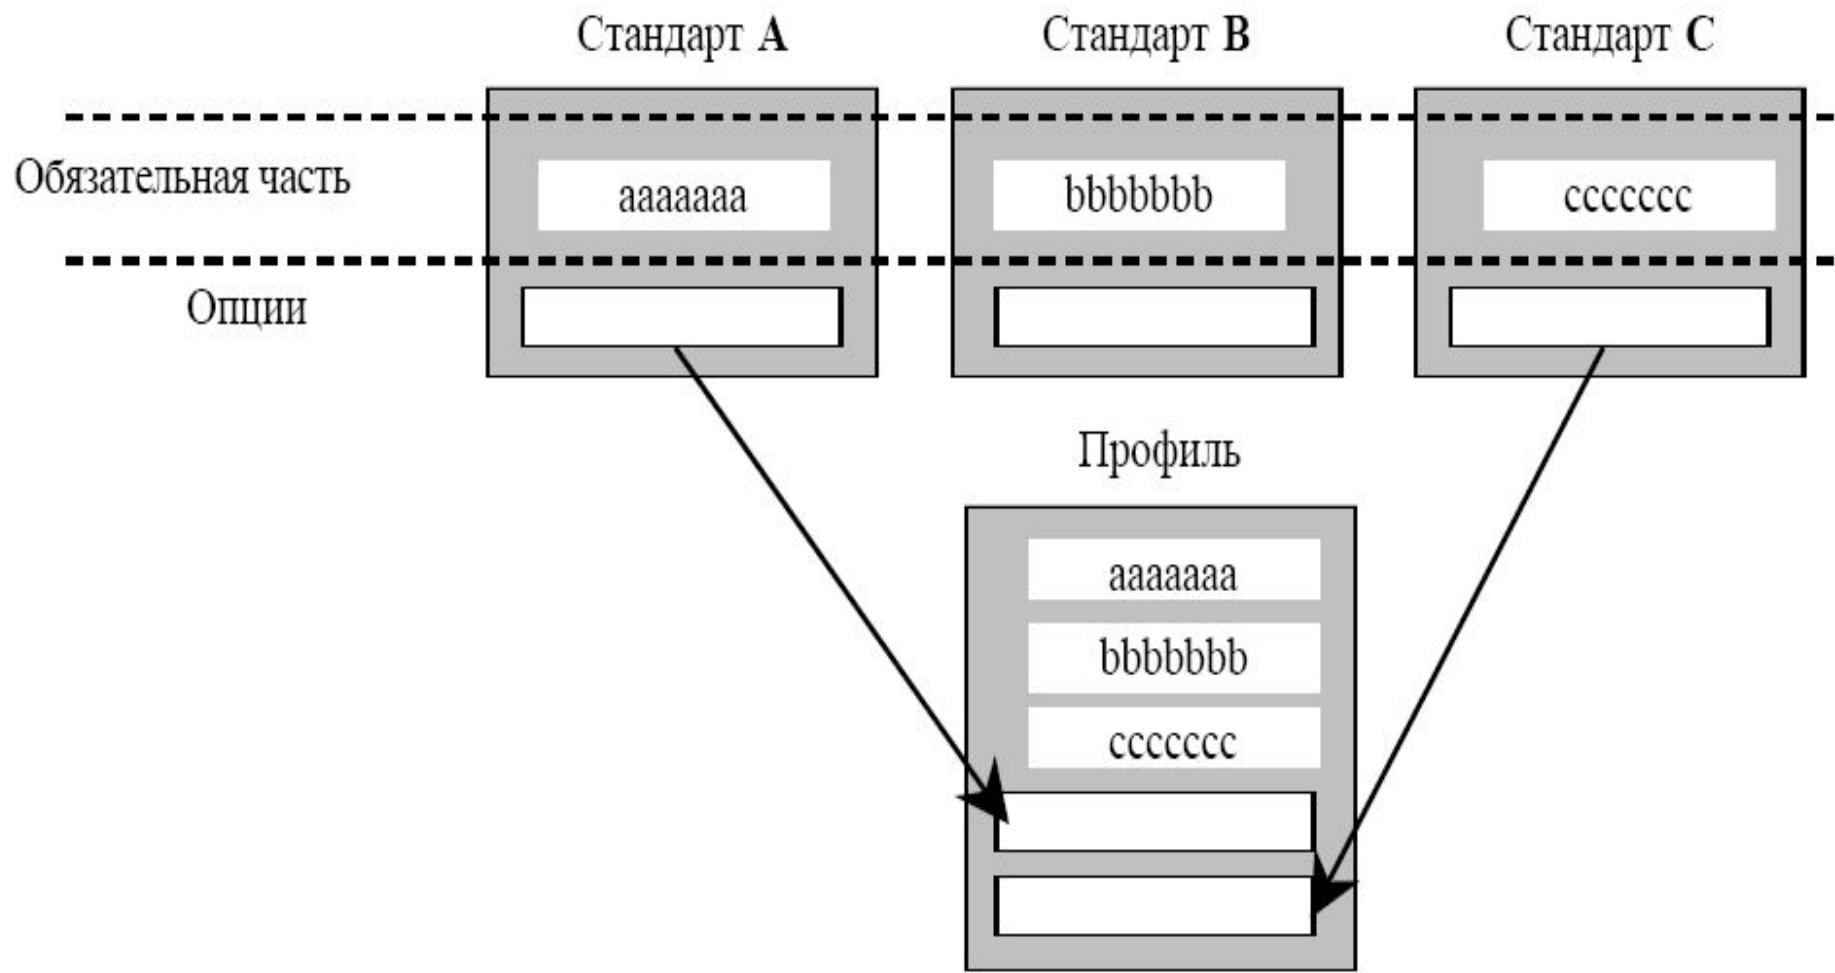 Стандарт A
Стандарт B
Стандарт C
Обязательная часть
aaaaaaa
bbbbbbb
ccccccc
Опции
Профиль
aaaaaaa
bbbbbbb
ccccccc